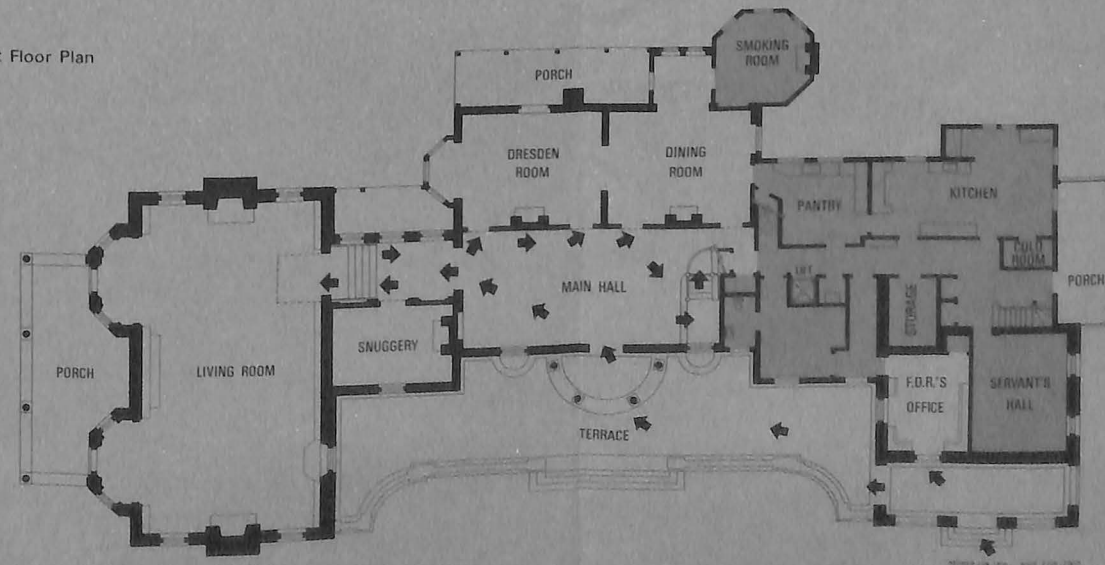 Floor Plan
SMOKING
ROOM
PORCH
DRESDEN
ROOM
DINING
ROOM
PANTRY
KITCHEN
COLD
ROOM
PORCH
LIFT
MAIN HALL
STORAGE
SNUGGERY
PORCH
LIVING ROOM
F.D.R.'S
OFFICE
SERVANT'S
HALL
TERRACE